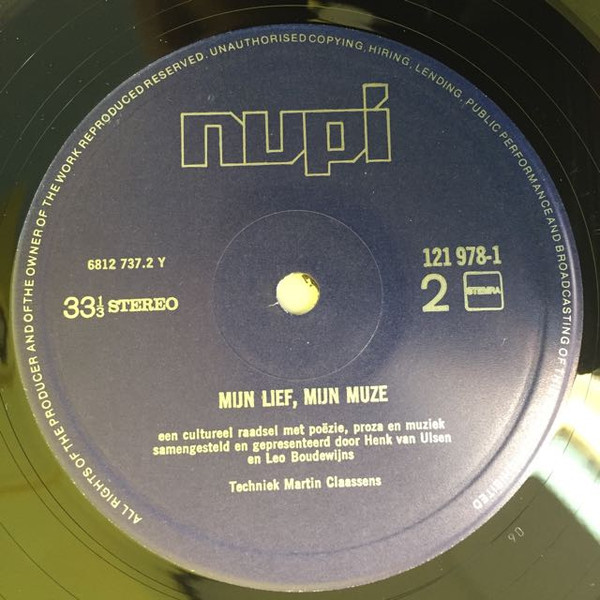 ALL RIGHTS OF THE PRODUCER AND OF THE OWNER OF THE WORK REPRODUCED RESERVED. UNAUTHORISED COPYING, HIRING, LENDING, PUBLIC PERFORMANCE AND BROADCASTING OF TH
nupi
6812 737.2 Y
121 978-1
33 1/3 STEREO
2
STEMRA
MIJN LIEF, MIJN MUZE
een cultureel raadsel met poëzie, proza en muziek
samengesteld en gepresenteerd door Henk van Ulsen
en Leo Boudewijns
Techniek Martin Claassens